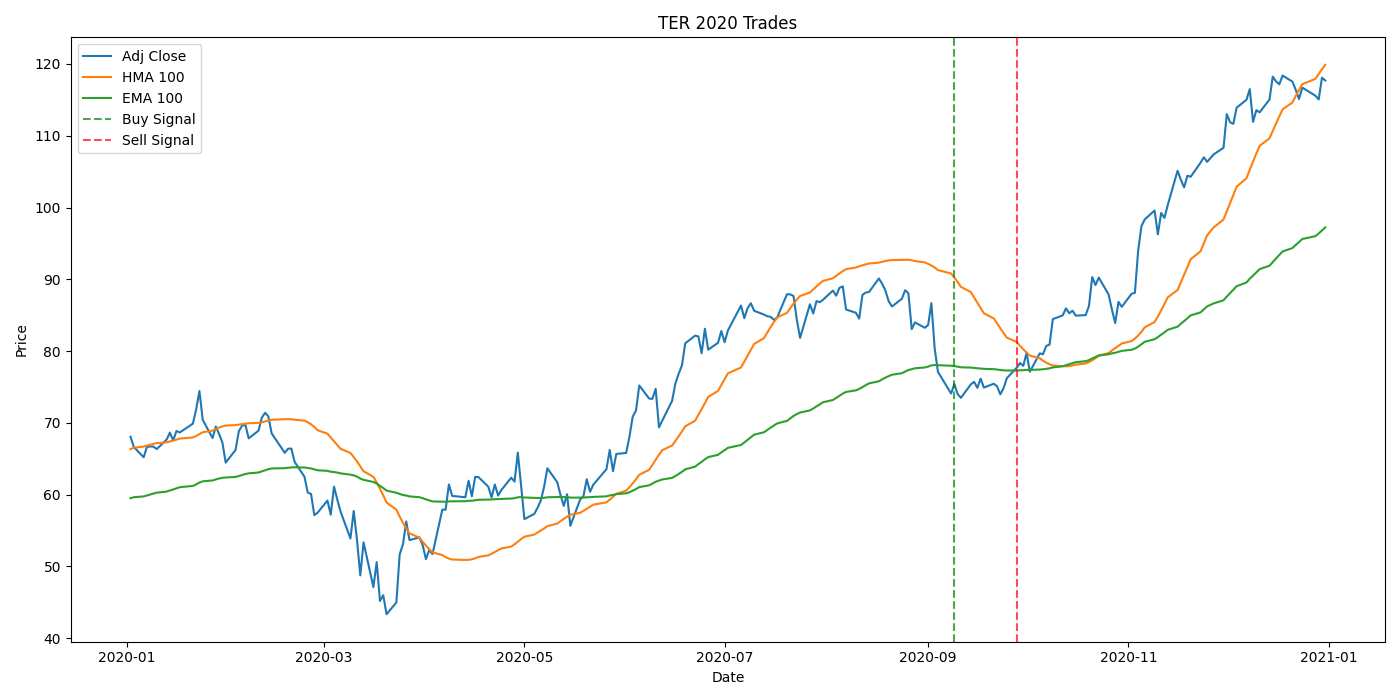 TER 2020 Trades
Adj Close
HMA 100
EMA 100
Buy Signal
Sell Signal
120
110
100
90
80
70
60
50
40
Price
2020-01
2020-03
2020-05
2020-07
2020-09
2020-11
2021-01
Date